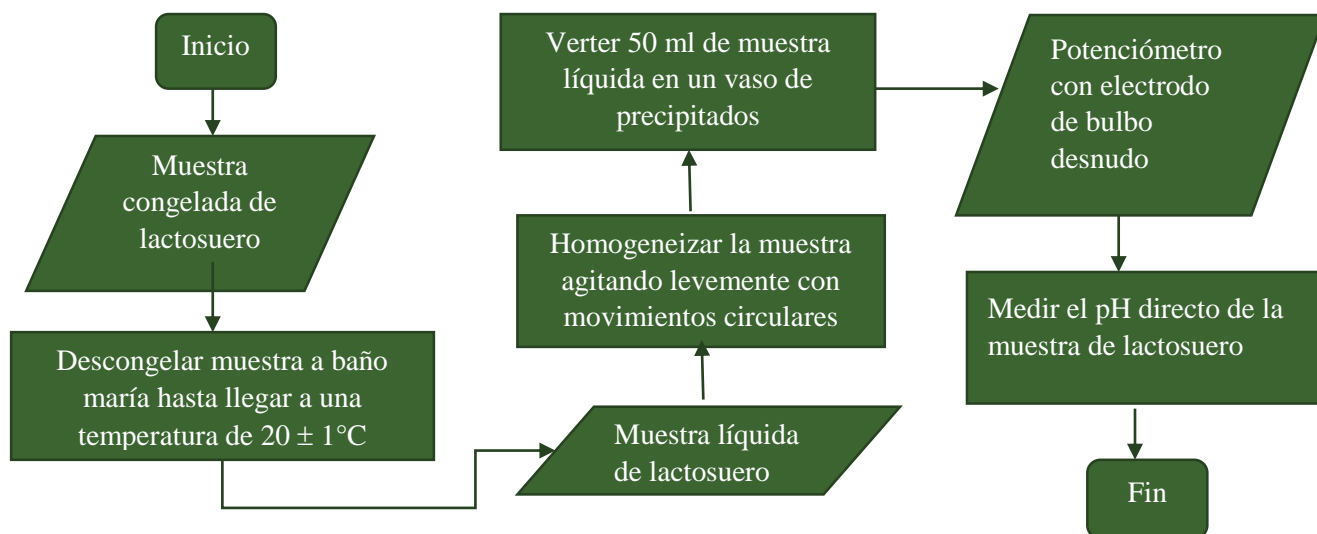 Inicio
Muestra
congelada de
lactosuero
Descongelar muestra a baño
maría hasta llegar a una
temperatura de 20 ± 1°C
Muestra líquida
de lactosuero
Homogeneizar la muestra
agitando levemente con
movimientos circulares
Verter 50 ml de muestra
líquida en un vaso de
precipitados
Potenciómetro
con electrodo
de bulbo
desnudo
Medir el pH directo de la
muestra de lactosuero
Fin